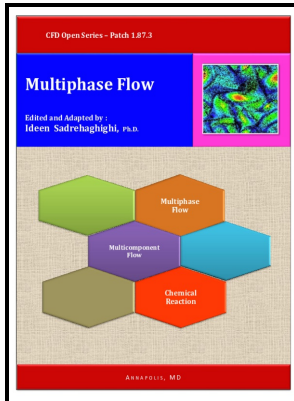 CFD Open Series – Patch 1.87.3
Multiphase Flow
Edited and Adapted by :
Ideen Sadrehaghighi, Ph.D.
Multiphase
Flow
Multicomponent
Flow
Chemical
Reaction
ANNAPOLIS, MD